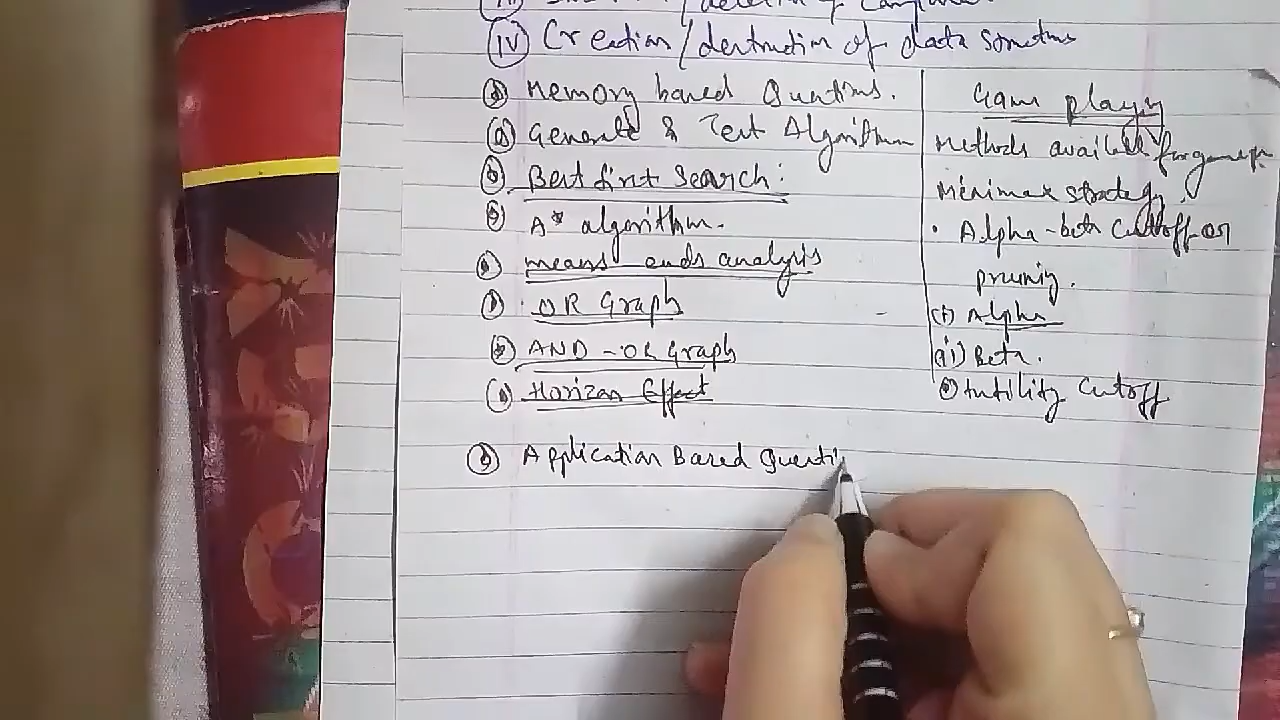 (IV) Creation/destruction of data structures
Memory based Questions.
Generate & Test Algorithm
Best first Search:
A* algorithm.
means-ends analysis
OR Graph
AND-OR Graph
Horizan Effect
Application Based Questi
Game playing
Methods available for
Minimax strategy.
• Alpha-beta Cutoff or
pruning.
(i) Alpha
(ii) Beta.
futility Cutoff